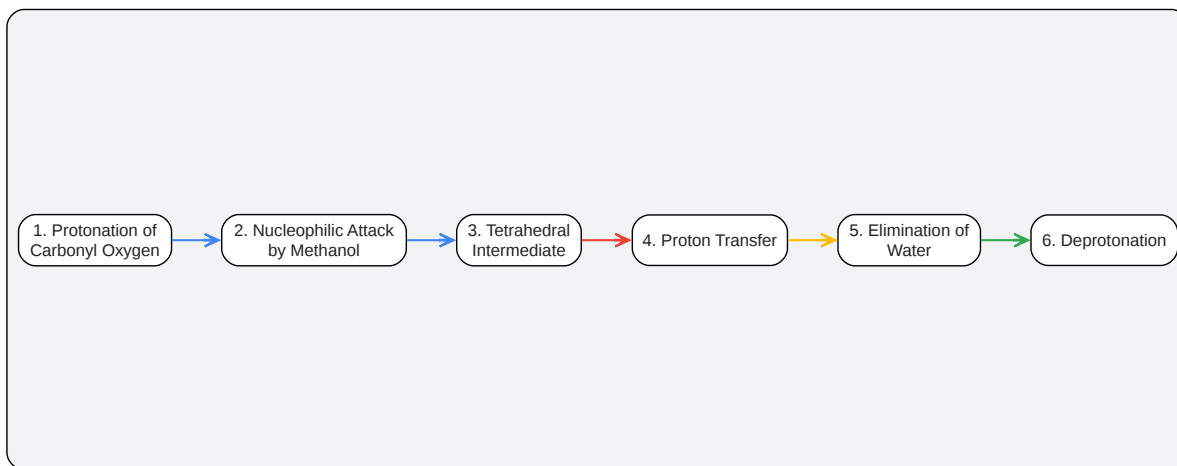 1. Protonation of
Carbonyl Oxygen
2. Nucleophilic Attack
by Methanol
3. Tetrahedral
Intermediate
4. Proton Transfer
5. Elimination of
Water
6. Deprotonation